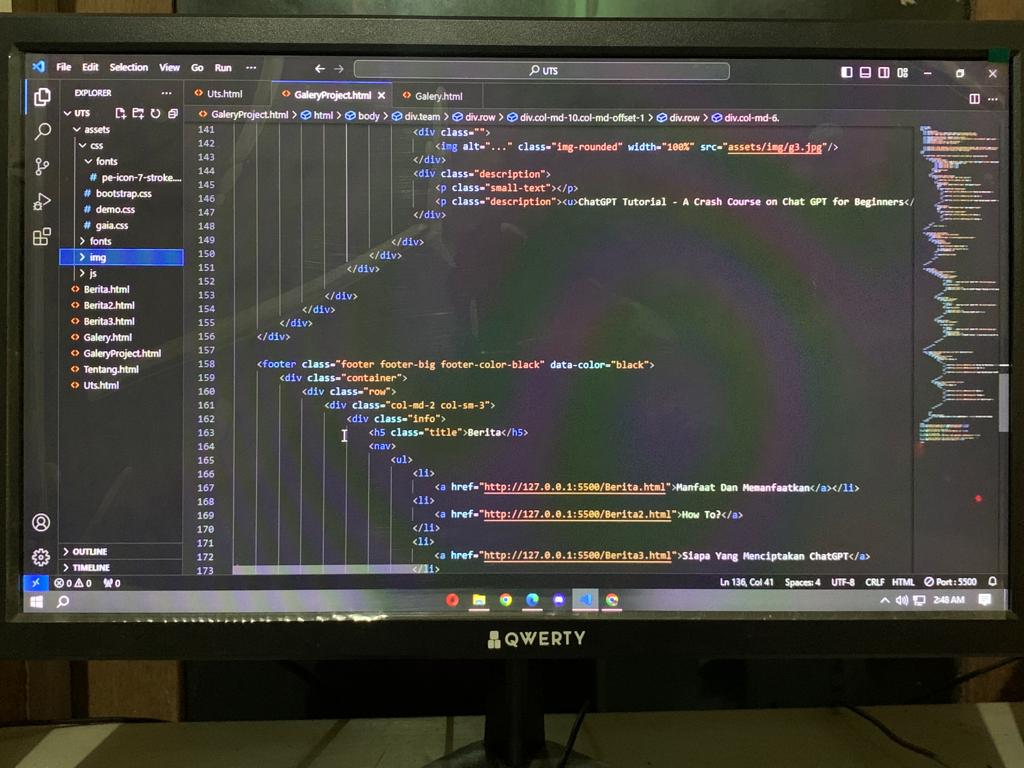 File Edit Selection View Go Run ... UTS
EXPLORER ...
Uts.html GaleryProject.html Galery.html
UTS
GaleryProject.html > html > body > div.team > div.row > div.col-md-10.col-md-offset-1 > div.row > div.col-md-6.
assets
css
fonts
# pe-icon-7-stroke....
# bootstrap.css
# demo.css
# gaia.css
fonts
img
js
<> Berita.html
<> Berita2.html
<> Berita3.html
<> Galery.html
<> GaleryProject.html
<> Tentang.html
<> Uts.html
OUTLINE
TIMELINE
141 <div class="">
142 <img alt="..." class="img-rounded" width="100%" src="assets/img/g3.jpg"/>
143 </div>
144 <div class="description">
145 <p class="small-text"></p>
146 <p class="description"><u>ChatGPT Tutorial - A Crash Course on Chat GPT for Beginners</
147 </div>
148
149 </div>
150 </div>
151 </div>
152
153 </div>
154 </div>
155 </div>
156 </div>
157
158 <footer class="footer footer-big footer-color-black" data-color="black">
159 <div class="container">
160 <div class="row">
161 <div class="col-md-2 col-sm-3">
162 <div class="info">
163 <h5 class="title">Berita</h5>
164 <nav>
165 <ul>
166 <li>
167 <a href="http://127.0.0.1:5500/Berita.html">Manfaat Dan Memanfaatkan</a></li>
168 <li>
169 <a href="http://127.0.0.1:5500/Berita2.html">How To?</a>
170 </li>
171 <li>
172 <a href="http://127.0.0.1:5500/Berita3.html">Siapa Yang Menciptakan ChatGPT</a>
173 </li>
0 0 0 Ln 136, Col 41 Spaces: 4 UTF-8 CRLF HTML Port : 5500
2:48 AM
QWERTY